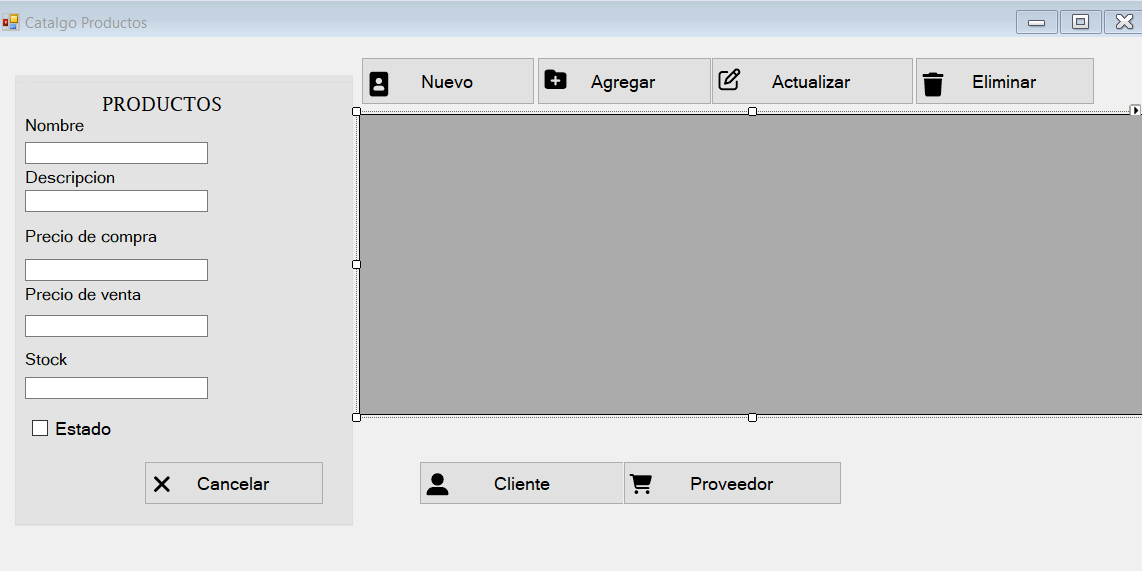 Catalgo Productos
Nuevo Agregar Actualizar Eliminar
PRODUCTOS
Nombre
Descripcion
Precio de compra
Precio de venta
Stock
Estado
Cancelar
Cliente Proveedor